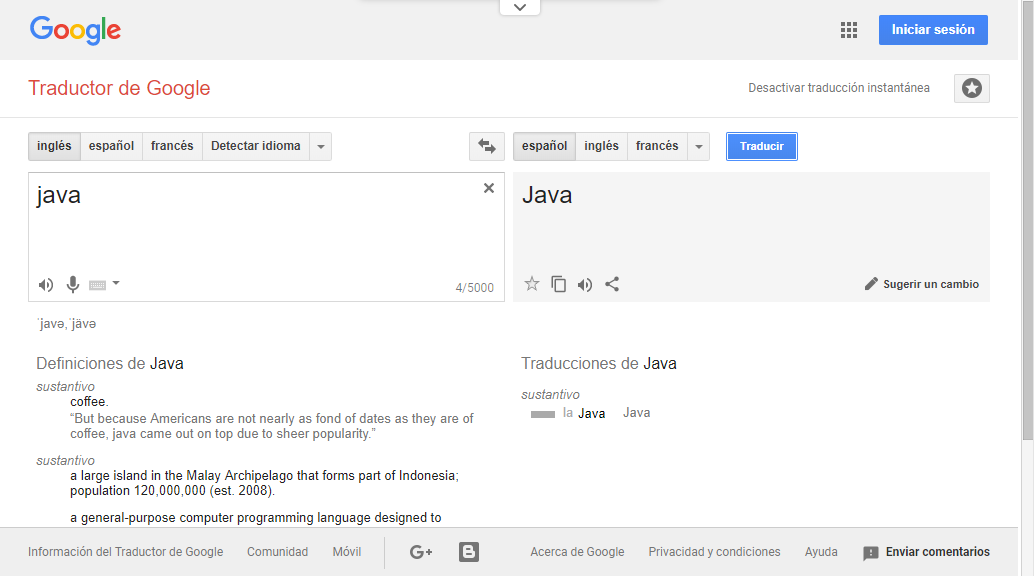 Google
Iniciar sesión
Traductor de Google
Desactivar traducción instantánea
inglés español francés Detectar idioma
español inglés francés Traducir
java
Java
4/5000
Sugerir un cambio
ˈjavə,ˈjävə
Definiciones de Java
sustantivo
coffee.
“But because Americans are not nearly as fond of dates as they are of
coffee, java came out on top due to sheer popularity.”
sustantivo
a large island in the Malay Archipelago that forms part of Indonesia;
population 120,000,000 (est. 2008).
a general-purpose computer programming language designed to
Traducciones de Java
sustantivo
la Java Java
Información del Traductor de Google Comunidad Móvil G+ B Acerca de Google Privacidad y condiciones Ayuda Enviar comentarios